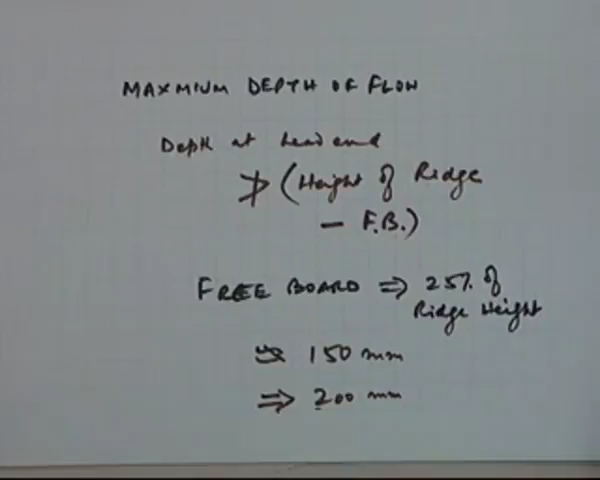 MAXMIUM DEPTH OF FLOW
Depth at head end
≯ (Height of Ridge
– F.B.)
FREE BOARD ⇒ 25% of
Ridge Height
150 mm
⇒ 200 mm